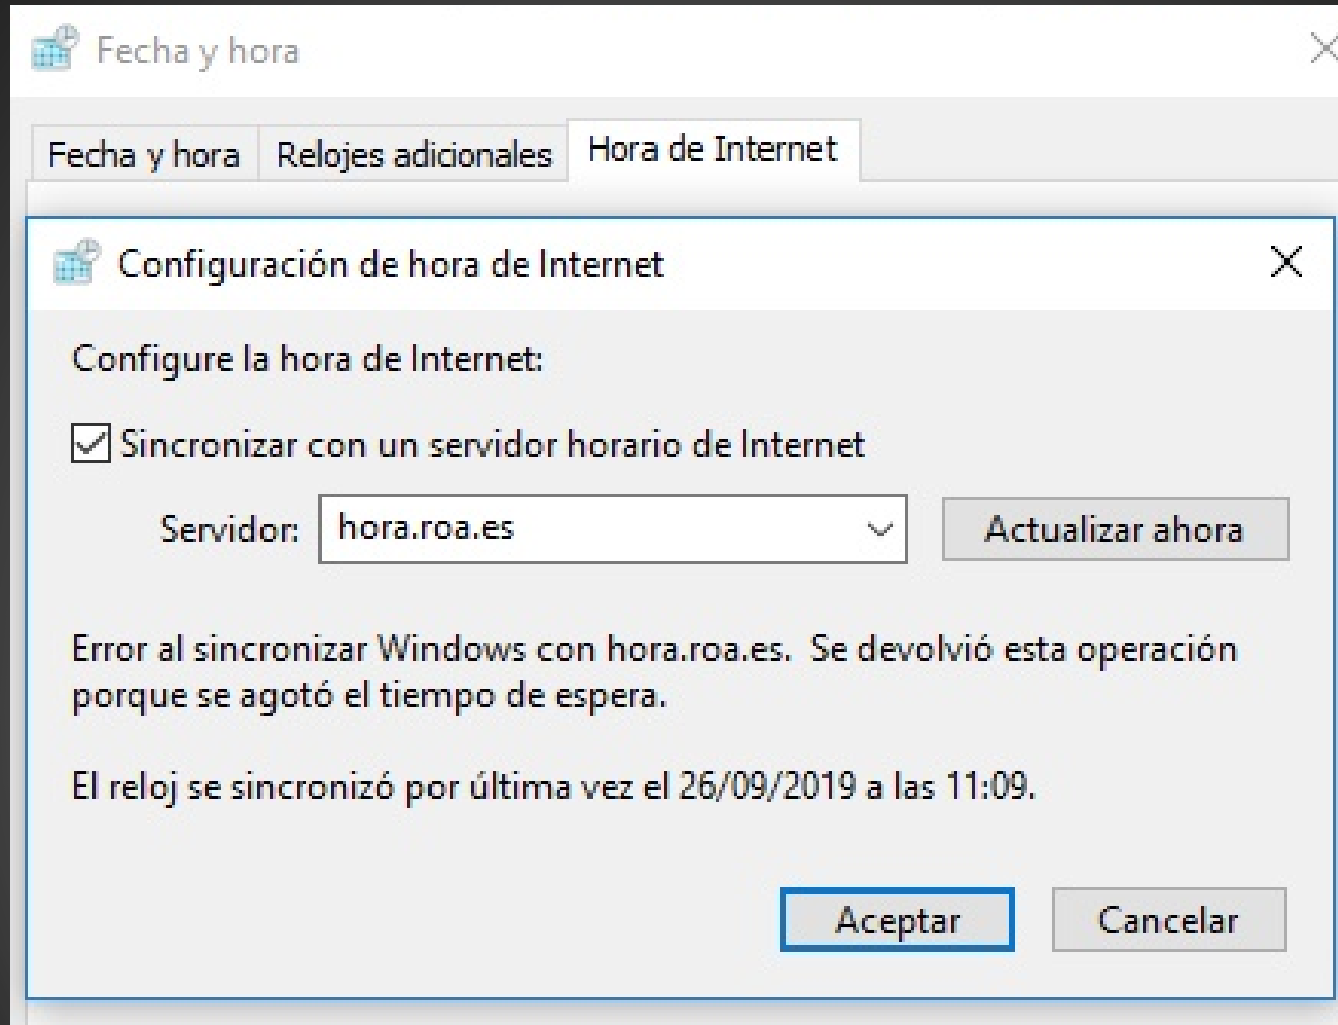 Fecha y hora
Fecha y hora
Relojes adicionales
Hora de Internet
Configuración de hora de Internet
Configure la hora de Internet:
Sincronizar con un servidor horario de Internet
Servidor:
hora.roa.es
Actualizar ahora
Error al sincronizar Windows con hora.roa.es.  Se devolvió esta operación
porque se agotó el tiempo de espera.
El reloj se sincronizó por última vez el 26/09/2019 a las 11:09.
Aceptar
Cancelar